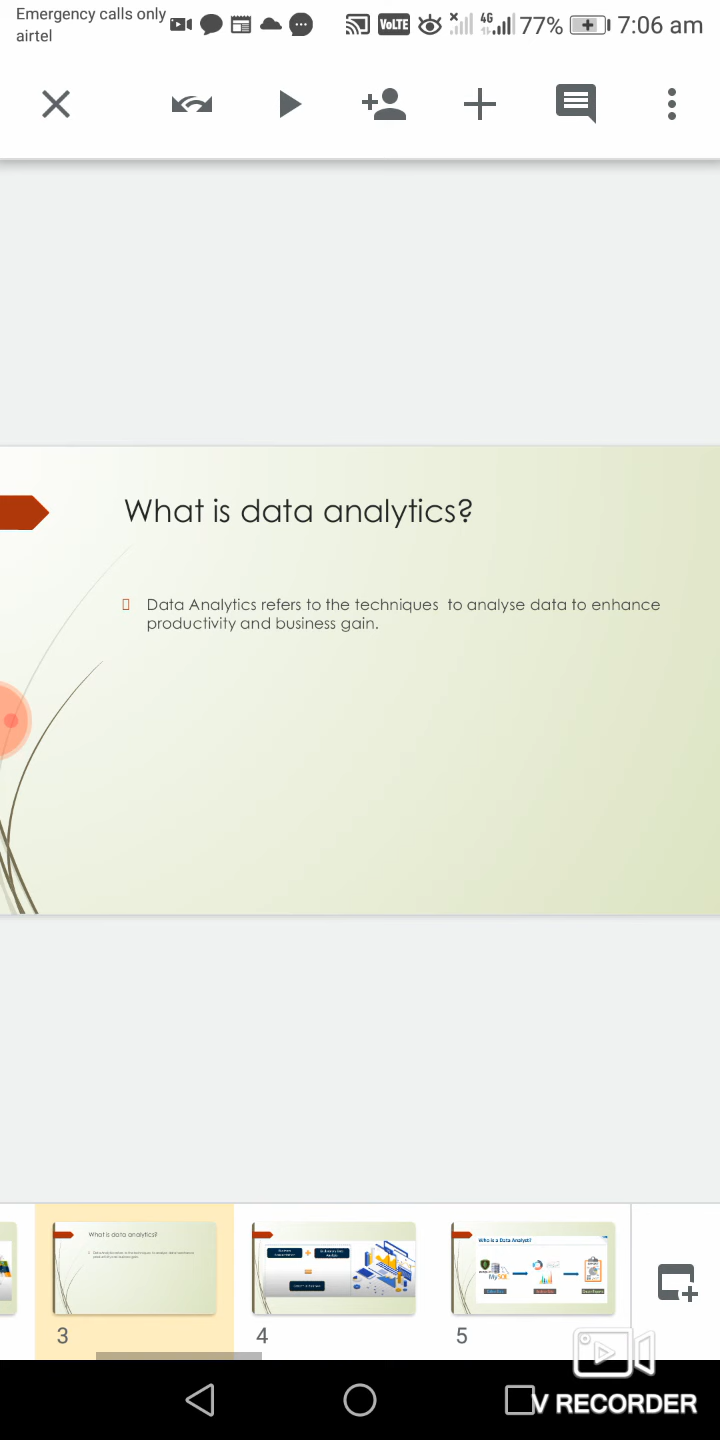 Emergency calls only
airtel
VoLTE
4G
77%
7:06 am
What is data analytics?
Data Analytics refers to the techniques to analyse data to enhance
productivity and business gain.
What is data analytics?
Who is a Data Analyst?
MySQL
3
4
5
V RECORDER